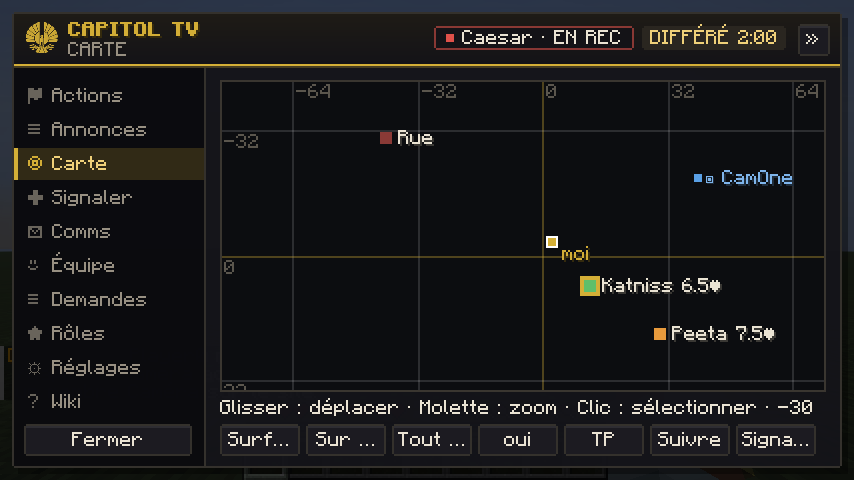 CAPITOL TV
CARTE
Caesar · EN REC
DIFFÉRÉ 2:00
»
Actions
Annonces
Carte
Signaler
Comms
Équipe
Demandes
Rôles
Réglages
? Wiki
Fermer
-64 -32 0 32 64
-32
Rue
CamOne
moi
0
Katniss 6.5♥
Peeta 7.5♥
Glisser : déplacer · Molette : zoom · Clic : sélectionner · -30
Surf... Sur ... Tout ... oui TP Suivre Signa...